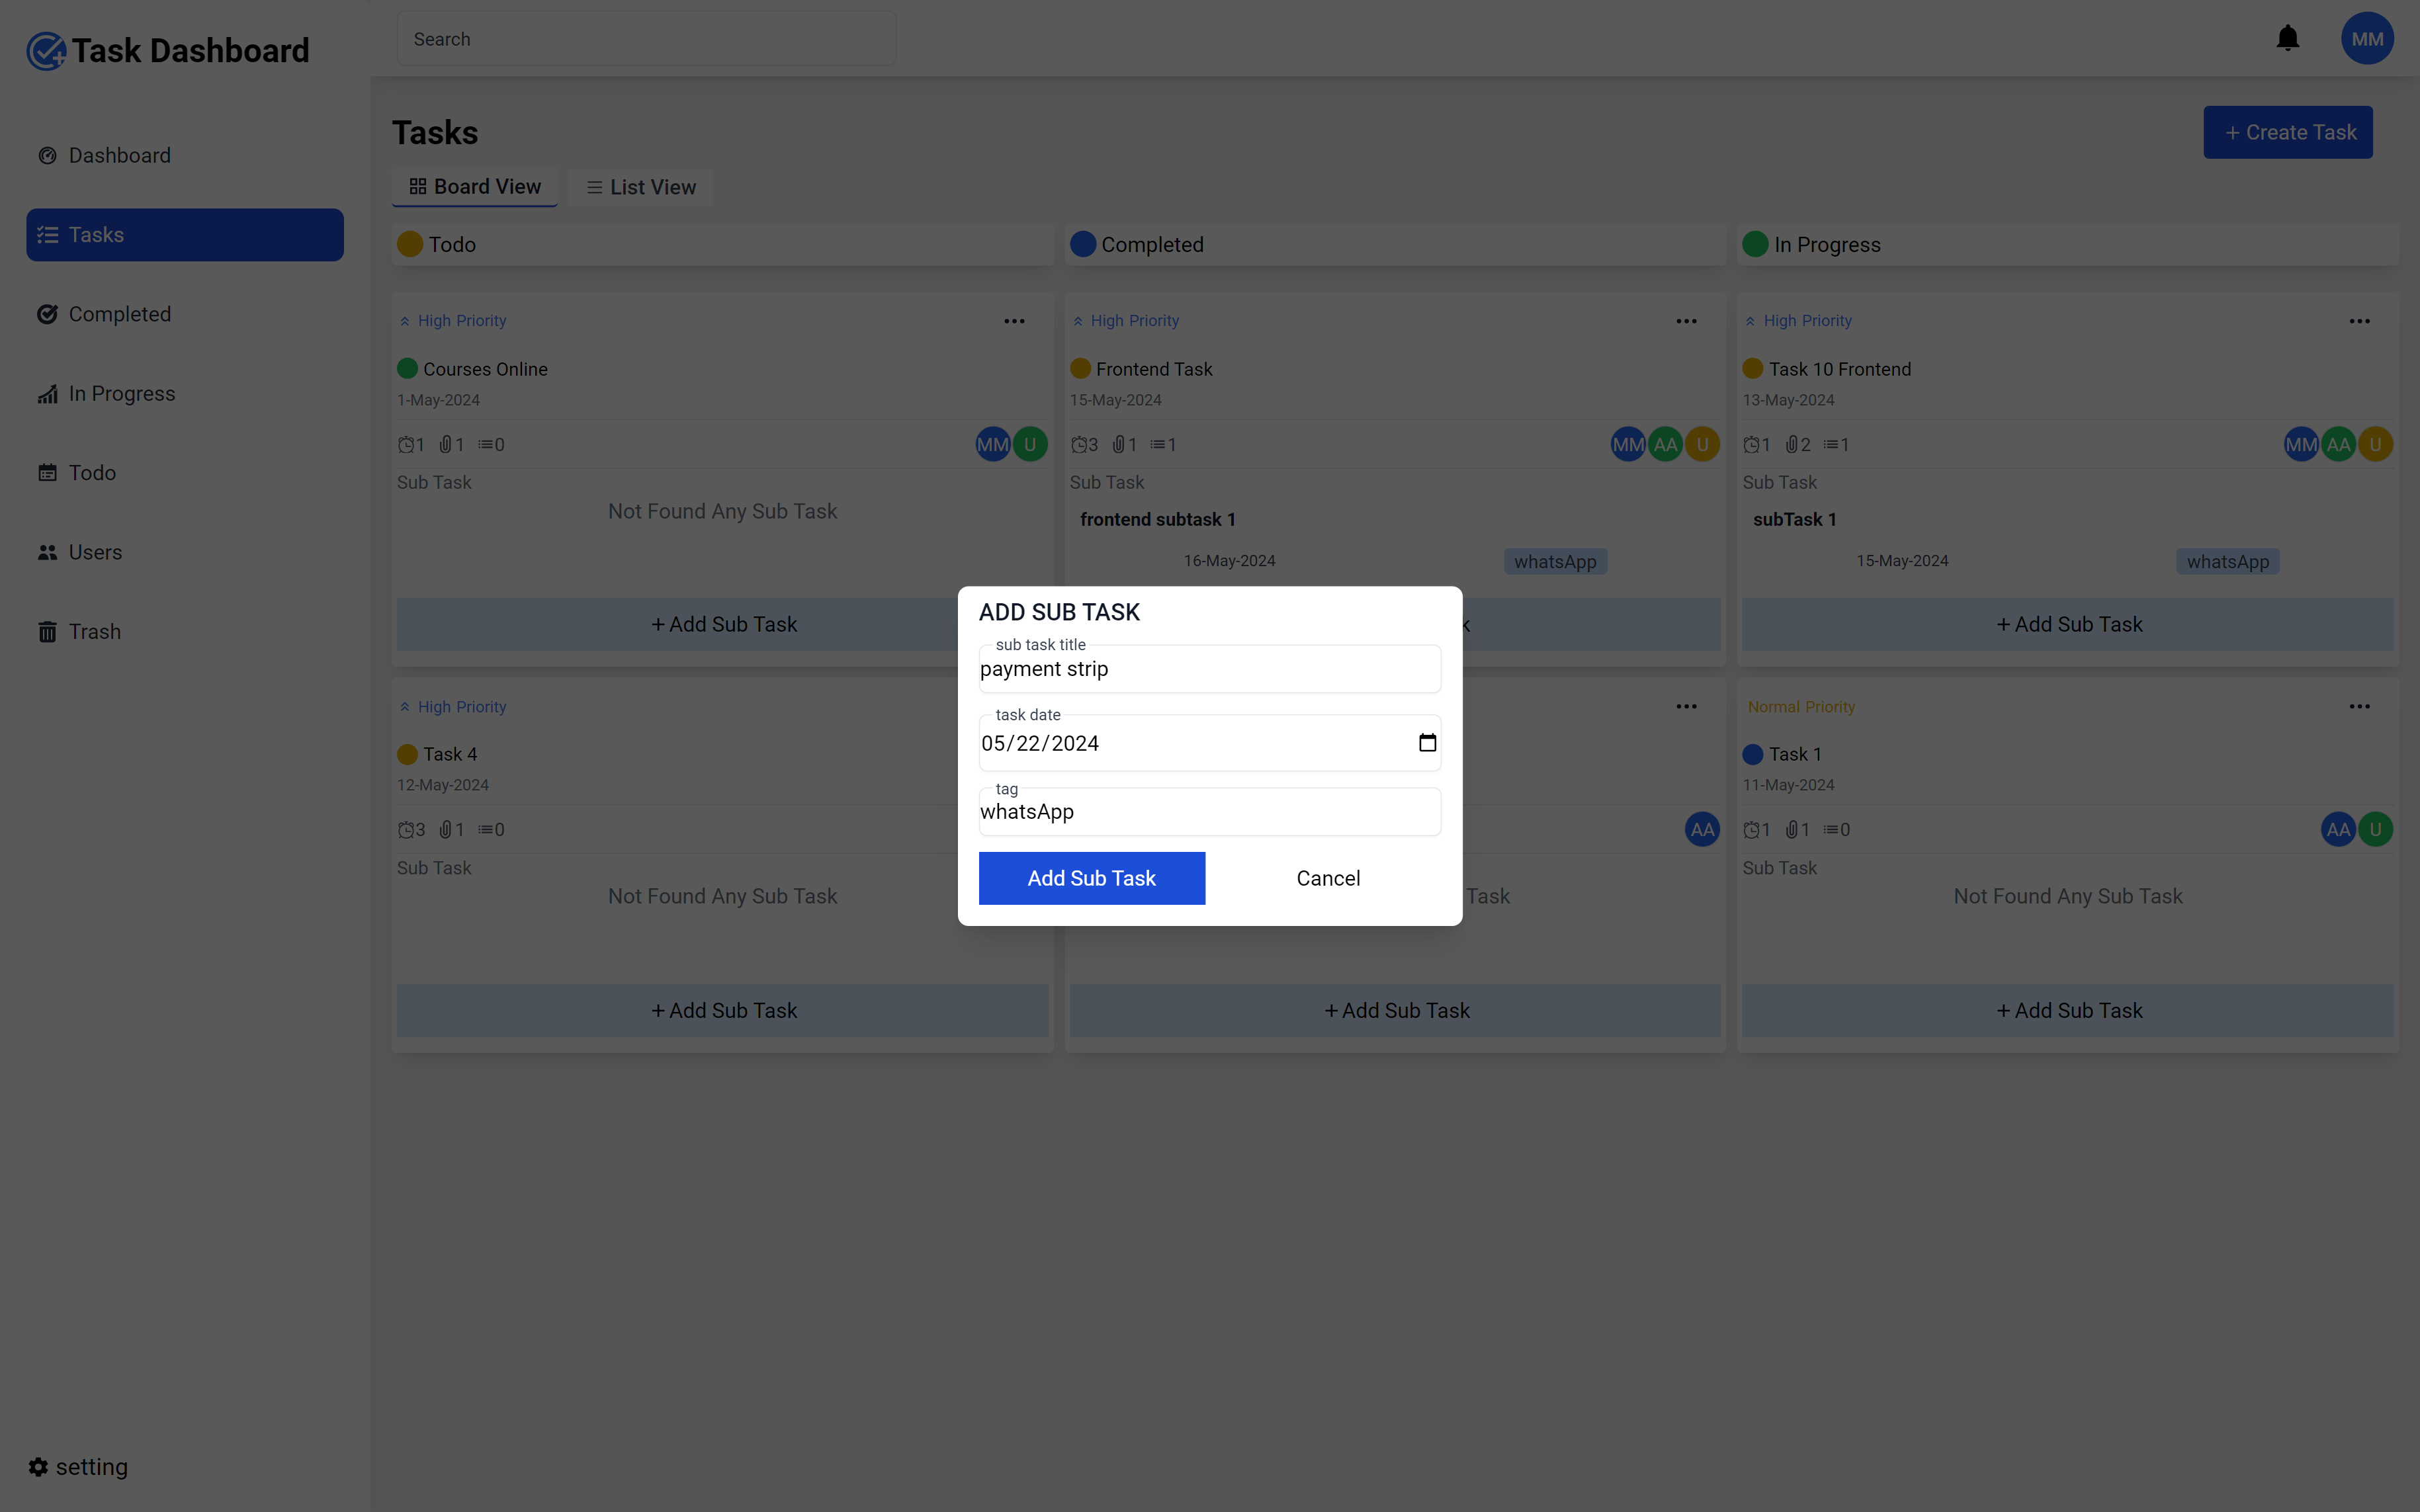 Task Dashboard
Dashboard
Tasks
Completed
In Progress
Todo
Users
Trash
setting
Search
MM
Tasks
+ Create Task
Board View
List View
Todo
Completed
In Progress
High Priority
Courses Online
1-May-2024
1 1 0
MM U
Sub Task
Not Found Any Sub Task
+ Add Sub Task
High Priority
Frontend Task
15-May-2024
3 1 1
MM AA U
Sub Task
frontend subtask 1
16-May-2024 whatsApp
k
High Priority
Task 10 Frontend
13-May-2024
1 2 1
MM AA U
Sub Task
subTask 1
15-May-2024 whatsApp
+ Add Sub Task
High Priority
Task 4
12-May-2024
3 1 0
Sub Task
Not Found Any Sub Task
+ Add Sub Task
AA
Task
+ Add Sub Task
Normal Priority
Task 1
11-May-2024
1 1 0
AA U
Sub Task
Not Found Any Sub Task
+ Add Sub Task
ADD SUB TASK
sub task title
payment strip
task date
05/22/2024
tag
whatsApp
Add Sub Task
Cancel